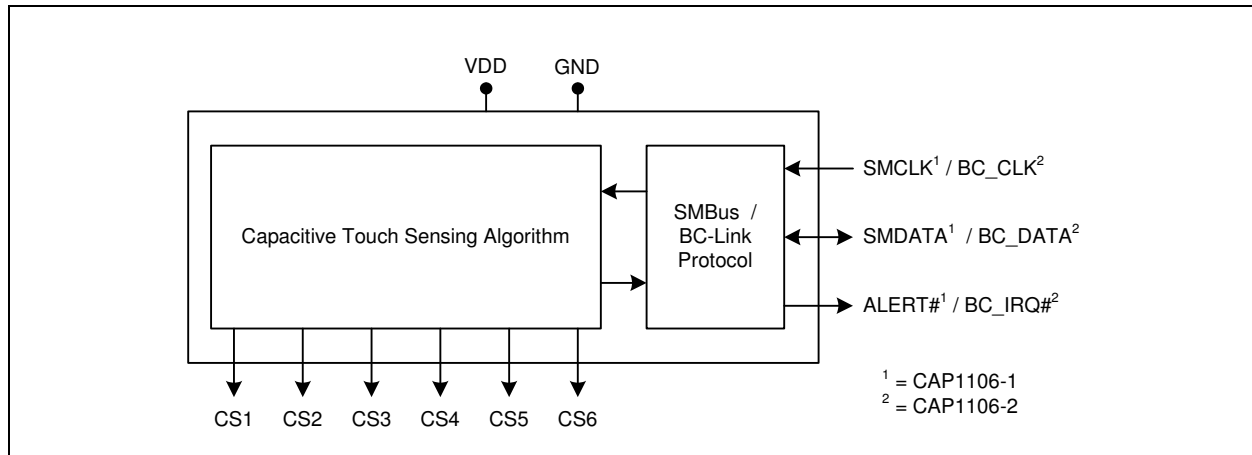 VDD GND
SMCLK¹ / BC_CLK²
SMBus /
BC-Link
Protocol
Capacitive Touch Sensing Algorithm
SMDATA¹ / BC_DATA²
ALERT#¹ / BC_IRQ#²
CS1 CS2 CS3 CS4 CS5 CS6
¹ = CAP1106-1
² = CAP1106-2